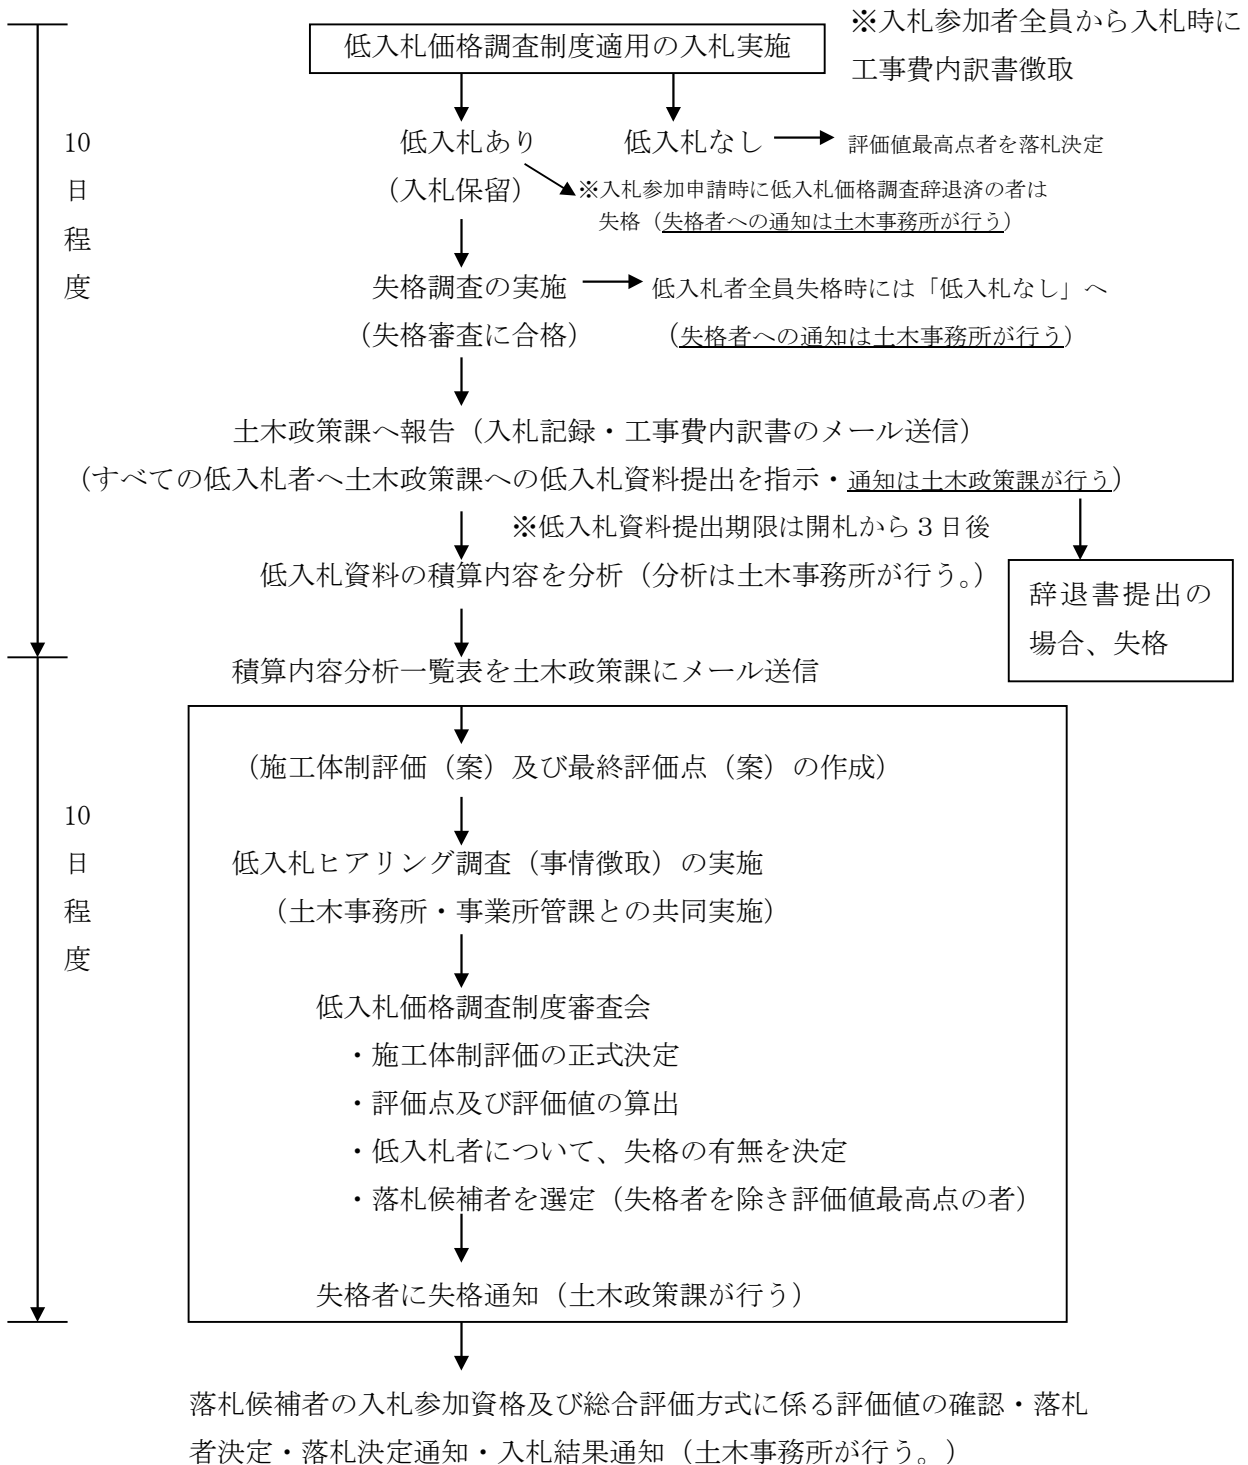 ※入札参加者全員から入札時に
工事費内訳書徴取
低入札価格調査制度適用の入札実施
低入札あり
低入札なし
評価値最高点者を落札決定
(入札保留)
※入札参加申請時に低入札価格調査辞退済の者は
失格(失格者への通知は土木事務所が行う)
失格調査の実施
低入札者全員失格時には「低入札なし」へ
(失格審査に合格)
(失格者への通知は土木事務所が行う)
土木政策課へ報告(入札記録・工事費内訳書のメール送信)
(すべての低入札者へ土木政策課への低入札資料提出を指示・通知は土木政策課が行う)
※低入札資料提出期限は開札から3日後
低入札資料の積算内容を分析(分析は土木事務所が行う。)
辞退書提出の
場合、失格
10
日
程
度
積算内容分析一覧表を土木政策課にメール送信
(施工体制評価(案)及び最終評価点(案)の作成)
低入札ヒアリング調査(事情徴取)の実施
(土木事務所・事業所管課との共同実施)
低入札価格調査制度審査会
・施工体制評価の正式決定
・評価点及び評価値の算出
・低入札者について、失格の有無を決定
・落札候補者を選定(失格者を除き評価値最高点の者)
失格者に失格通知(土木政策課が行う)
10
日
程
度
落札候補者の入札参加資格及び総合評価方式に係る評価値の確認・落札
者決定・落札決定通知・入札結果通知(土木事務所が行う。)